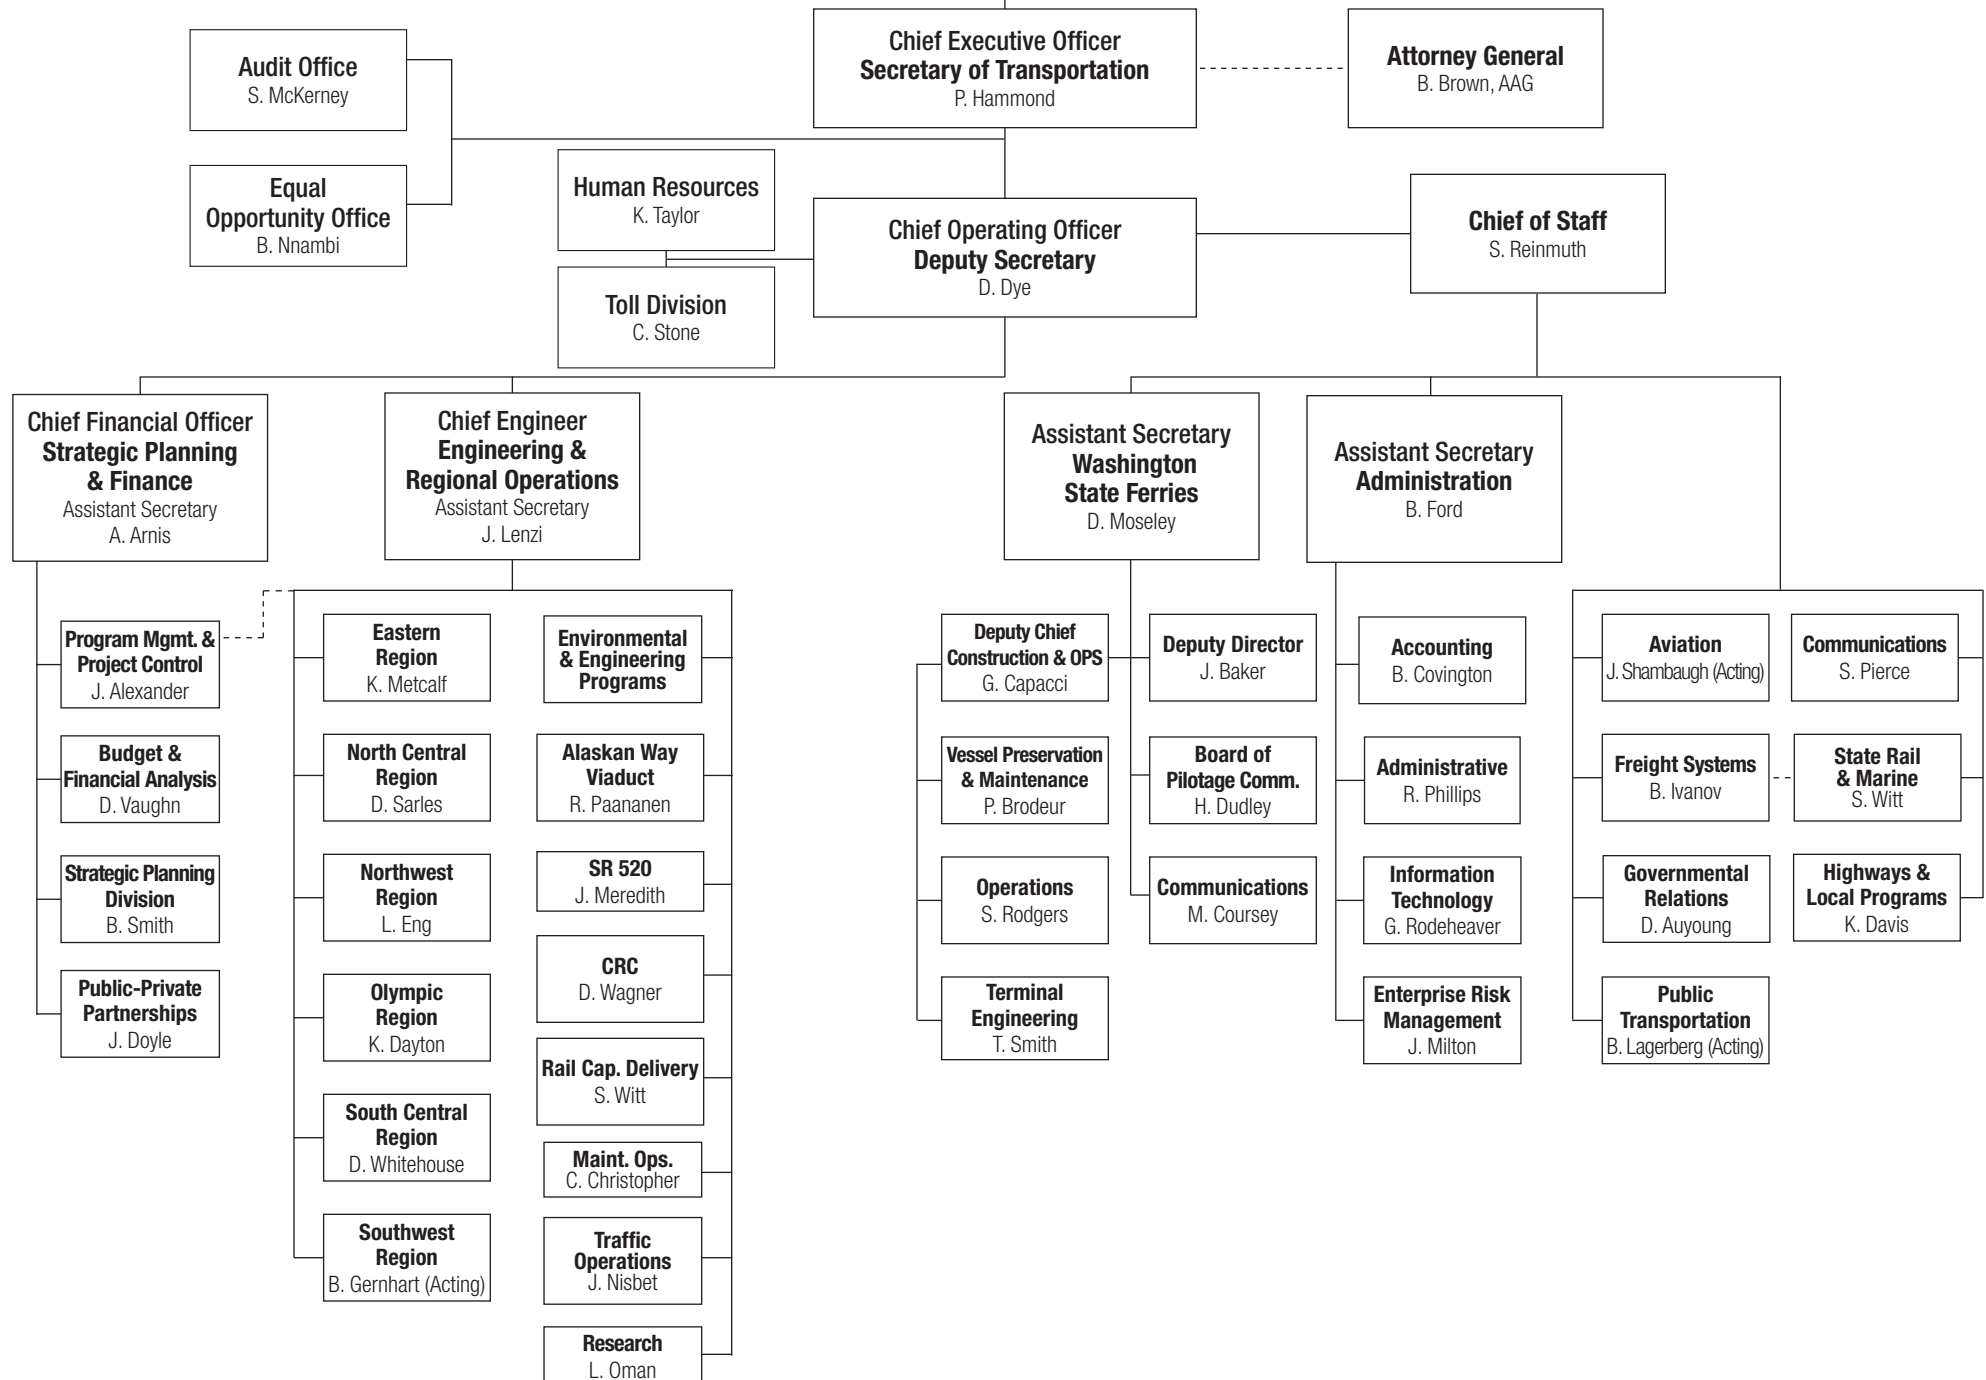 Chief Executive Officer
Secretary of Transportation
P. Hammond
Attorney General
B. Brown, AAG
Audit Office
S. McKerney
Equal
Opportunity Office
B. Nnambi
Human Resources
K. Taylor
Toll Division
C. Stone
Chief Operating Officer
Deputy Secretary
D. Dye
Chief of Staff
S. Reinmuth
Chief Financial Officer
Strategic Planning
& Finance
Assistant Secretary
A. Arnis
Chief Engineer
Engineering &
Regional Operations
Assistant Secretary
J. Lenzi
Assistant Secretary
Washington
State Ferries
D. Moseley
Assistant Secretary
Administration
B. Ford
Program Mgmt. &
Project Control
J. Alexander
Budget &
Financial Analysis
D. Vaughn
Strategic Planning
Division
B. Smith
Public-Private
Partnerships
J. Doyle
Eastern
Region
K. Metcalf
North Central
Region
D. Sarles
Northwest
Region
L. Eng
Olympic
Region
K. Dayton
South Central
Region
D. Whitehouse
Southwest
Region
B. Gernhart (Acting)
Environmental
& Engineering
Programs
Alaskan Way
Viaduct
R. Paananen
SR 520
J. Meredith
CRC
D. Wagner
Rail Cap. Delivery
S. Witt
Maint. Ops.
C. Christopher
Traffic
Operations
J. Nisbet
Research
L. Oman
Deputy Chief
Construction & OPS
G. Capacci
Vessel Preservation
& Maintenance
P. Brodeur
Operations
S. Rodgers
Terminal
Engineering
T. Smith
Deputy Director
J. Baker
Board of
Pilotage Comm.
H. Dudley
Communications
M. Coursey
Accounting
B. Covington
Administrative
R. Phillips
Information
Technology
G. Rodeheaver
Enterprise Risk
Management
J. Milton
Aviation
J. Shambaugh (Acting)
Freight Systems
B. Ivanov
Governmental
Relations
D. Auyoung
Public
Transportation
B. Lagerberg (Acting)
Communications
S. Pierce
State Rail
& Marine
S. Witt
Highways &
Local Programs
K. Davis